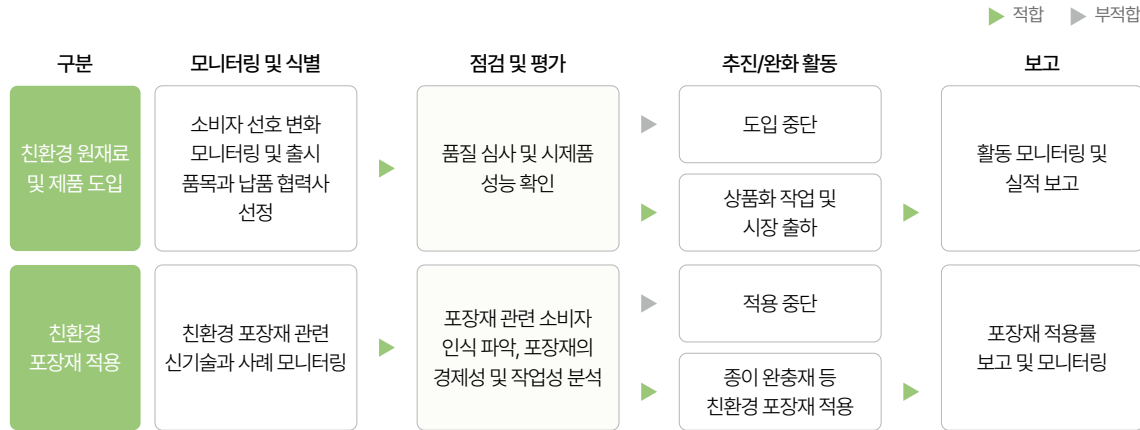 적합 부적합
구분 모니터링 및 식별 점검 및 평가 추진/완화 활동 보고
친환경 원재료
및 제품 도입
소비자 선호 변화
모니터링 및 출시
품목과 납품 협력사
선정
품질 심사 및 시제품
성능 확인
도입 중단
상품화 작업 및
시장 출하
활동 모니터링 및
실적 보고
친환경
포장재 적용
친환경 포장재 관련
신기술과 사례 모니터링
포장재 관련 소비자
인식 파악, 포장재의
경제성 및 작업성 분석
적용 중단
종이 완충재 등
친환경 포장재 적용
포장재 적용률
보고 및 모니터링